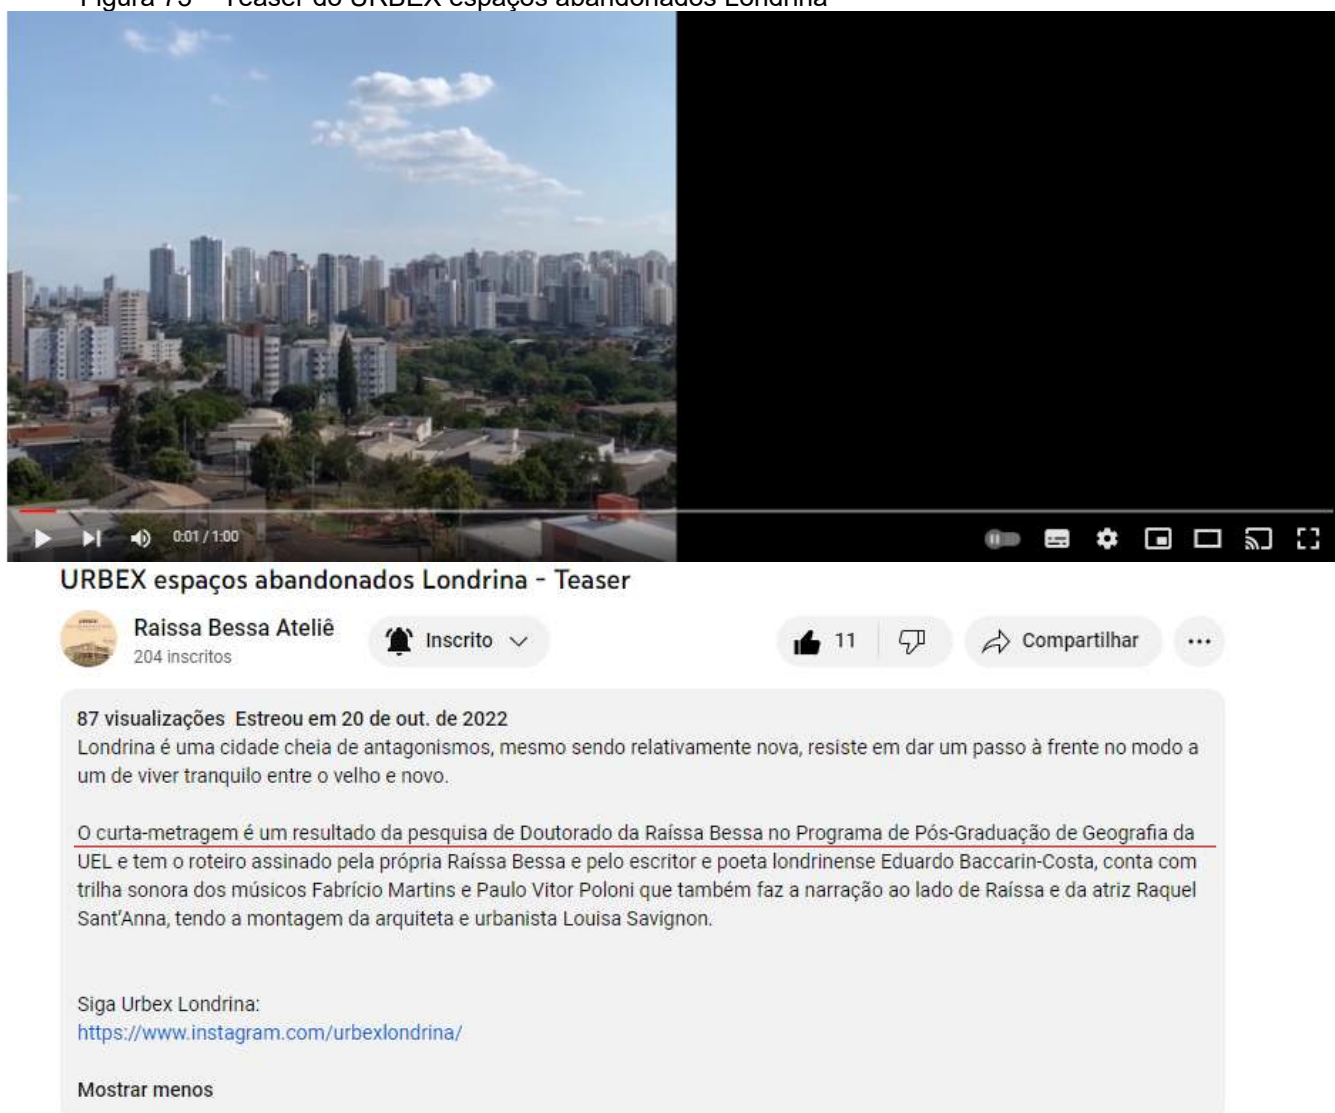 Figura 73 – Teaser do URBEX espaços abandonados Londrina
0:01 / 1:00
URBEX espaços abandonados Londrina - Teaser
Raissa Bessa Ateliê
204 inscritos
Inscrito
11
Compartilhar
87 visualizações Estreou em 20 de out. de 2022
Londrina é uma cidade cheia de antagonismos, mesmo sendo relativamente nova, resiste em dar um passo à frente no modo a
um de viver tranquilo entre o velho e novo.
O curta-metragem é um resultado da pesquisa de Doutorado da Raíssa Bessa no Programa de Pós-Graduação de Geografia da
UEL e tem o roteiro assinado pela própria Raíssa Bessa e pelo escritor e poeta londrinense Eduardo Baccarin-Costa, conta com
trilha sonora dos músicos Fabrício Martins e Paulo Vitor Poloni que também faz a narração ao lado de Raíssa e da atriz Raquel
Sant'Anna, tendo a montagem da arquiteta e urbanista Louisa Savignon.
Siga Urbex Londrina:
https://www.instagram.com/urbexlondrina/
Mostrar menos